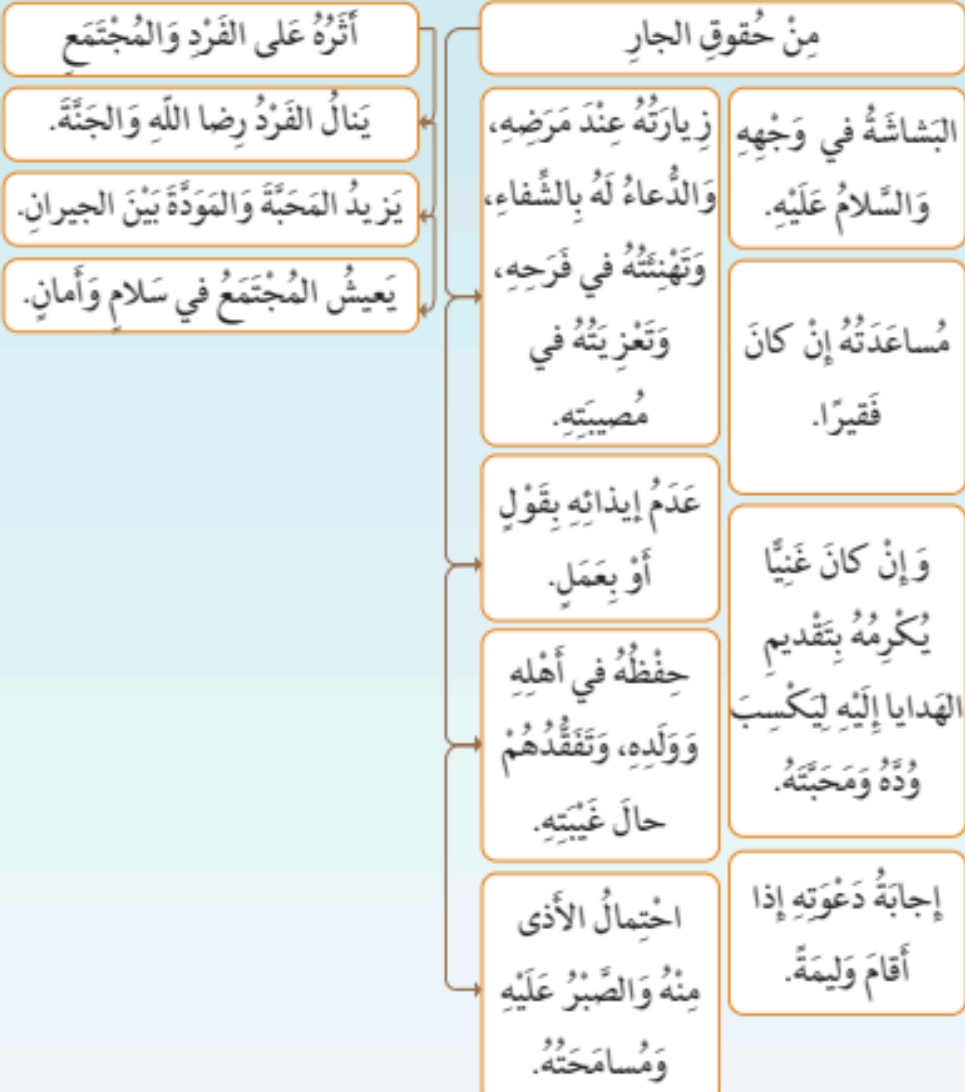 مِنْ حُقوقِ الجارِ
البَشاشَةُ في وَجْهِهِ
وَالسَّلامُ عَلَيْهِ.
مُساعَدَتُهُ إِنْ كانَ
فَقيرًا.
وَإِنْ كانَ غَنِيًّا
يُكْرِمُهُ بِتَقْديمِ
الهَدايا إِلَيْهِ لِيَكْسِبَ
وُدَّهُ وَمَحَبَّتَهُ.
إِجابَةُ دَعْوَتِهِ إِذا
أَقامَ وَليمَةً.
زِيارَتُهُ عِنْدَ مَرَضِهِ،
وَالدُّعاءُ لَهُ بِالشَّفاءِ،
وَتَهْنِئَتُهُ في فَرَحِهِ،
وَتَعْزِيَتُهُ في
مُصيبَتِهِ.
عَدَمُ إيذائِهِ بِقَوْلٍ
أَوْ بِعَمَلٍ.
حِفْظُهُ في أَهْلِهِ
وَوَلَدِهِ، وَتَفَقُّدُهُمْ
حالَ غَيْبَتِهِ.
احْتِمالُ الأَذى
مِنْهُ وَالصَّبْرُ عَلَيْهِ
وَمُسامَحَتُهُ.
أَثَرُهُ عَلى الفَرْدِ وَالمُجْتَمَعِ
يَنالُ الفَرْدُ رِضا اللّهِ وَالجَنَّةَ.
يَزيدُ المَحَبَّةَ وَالمَوَدَّةَ بَيْنَ الجيرانِ.
يَعيشُ المُجْتَمَعُ في سَلامٍ وَأَمانٍ.